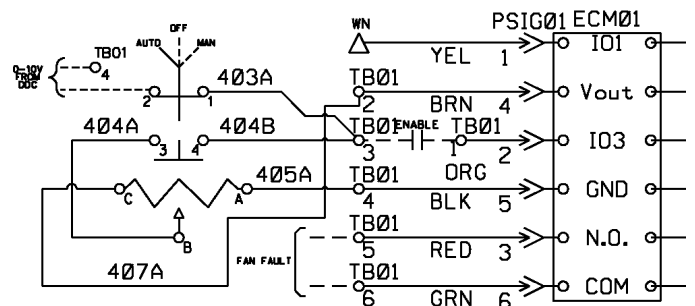 OFF
AUTO MAN
WN
PSIG01 ECM01
0-10V
FROM
DDC
TB01
4
YEL 1 IO1
2 1 403A
TB01
2 BRN 4 Vout
404A 3 4 404B
TB01 ENABLE TB01
3 1 2 IO3
ORG
C A 405A
TB01
4 BLK 5 GND
B
TB01
5 RED 3 N.O.
FAN FAULT
407A
TB01
6 GRN 6 COM